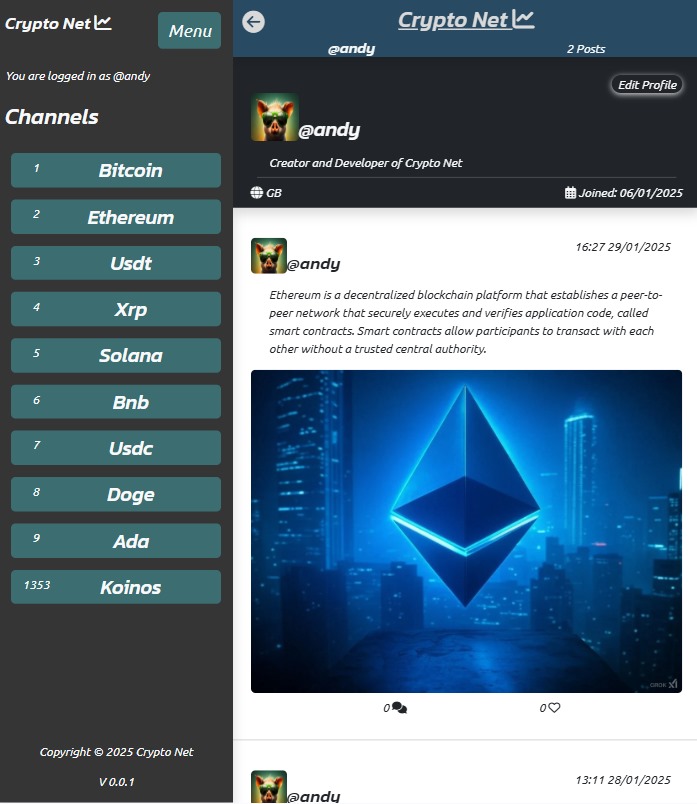 Crypto Net
Menu
You are logged in as @andy
Channels
1 Bitcoin
2 Ethereum
3 Usdt
4 Xrp
5 Solana
6 Bnb
7 Usdc
8 Doge
9 Ada
1353 Koinos
Copyright © 2025 Crypto Net
V 0.0.1
Crypto Net
@andy 2 Posts
Edit Profile
@andy
Creator and Developer of Crypto Net
GB Joined: 06/01/2025
16:27 29/01/2025
@andy
Ethereum is a decentralized blockchain platform that establishes a peer-to-
peer network that securely executes and verifies application code, called
smart contracts. Smart contracts allow participants to transact with each
other without a trusted central authority.
0 0
13:11 28/01/2025
@andy